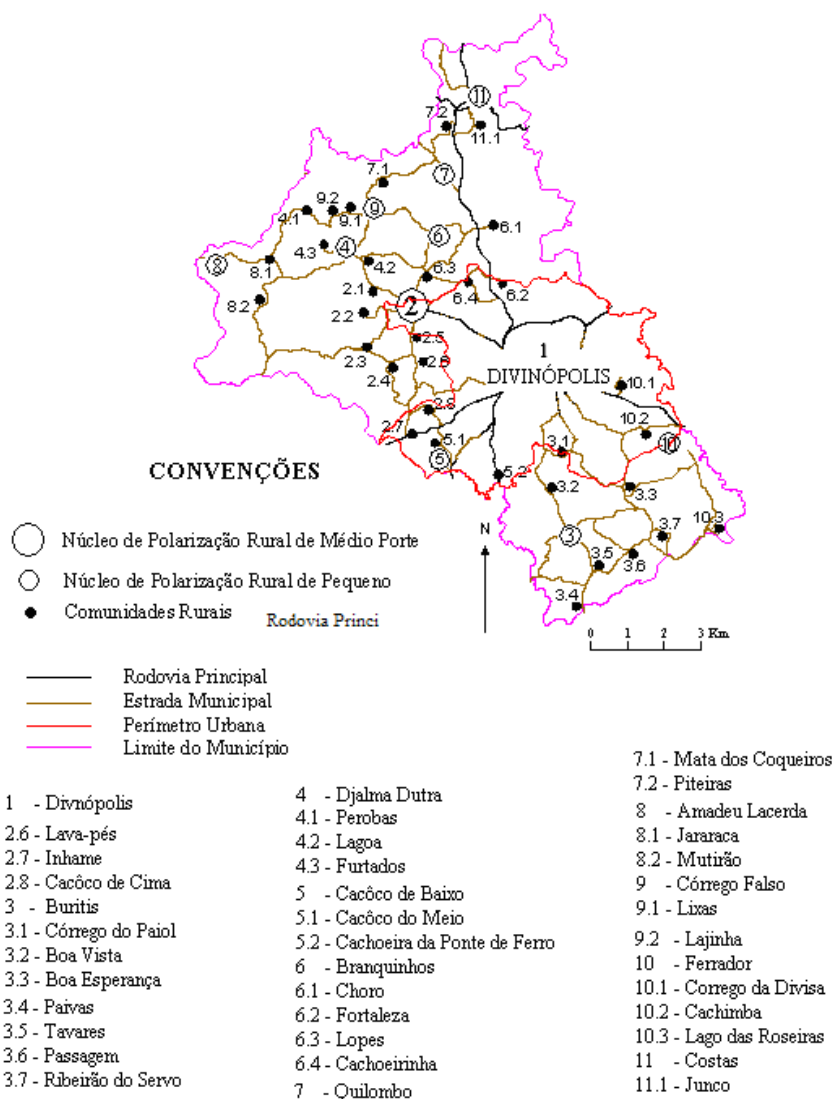 11
7.2
11.1
7.1
7
9.2
9
4.1
9.1
6.1
6
4.3
4
8
4.2
8.1
6.3
2.1
6.4
6.2
8.2
2
2.2
2.5
1
2.3
DIVINÓPOLIS
2.6
2.4
10.1
2.8
10.2
2.7
5.1
3.1
5
5.2
3.2
3.3
CONVENÇÕES
10.3
N
3
3.7
Núcleo de Polarização Rural de Médio Porte
3.5
3.6
Núcleo de Polarização Rural de Pequeno
3.4
Comunidades Rurais
Rodovia Princi
0 1 2 3 Km
Rodovia Principal
Estrada Municipal
Perímetro Urbana
Limite do Município
1 - Divnópolis
2.6 - Lava-pés
2.7 - Inhame
2.8 - Cacôco de Cima
3 - Buritis
3.1 - Córrego do Paiol
3.2 - Boa Vista
3.3 - Boa Esperança
3.4 - Paivas
3.5 - Tavares
3.6 - Passagem
3.7 - Ribeirão do Servo
4 - Djalma Dutra
4.1 - Perobas
4.2 - Lagoa
4.3 - Furtados
5 - Cacôco de Baixo
5.1 - Cacôco do Meio
5.2 - Cachoeira da Ponte de Ferro
6 - Branquinhos
6.1 - Choro
6.2 - Fortaleza
6.3 - Lopes
6.4 - Cachoeirinha
7 - Quilombo
7.1 - Mata dos Coqueiros
7.2 - Piteiras
8 - Amadeu Lacerda
8.1 - Jararaca
8.2 - Mutirão
9 - Córrego Falso
9.1 - Lixas
9.2 - Lajinha
10 - Ferrador
10.1 - Corrego da Divisa
10.2 - Cachimba
10.3 - Lago das Roseiras
11 - Costas
11.1 - Junco